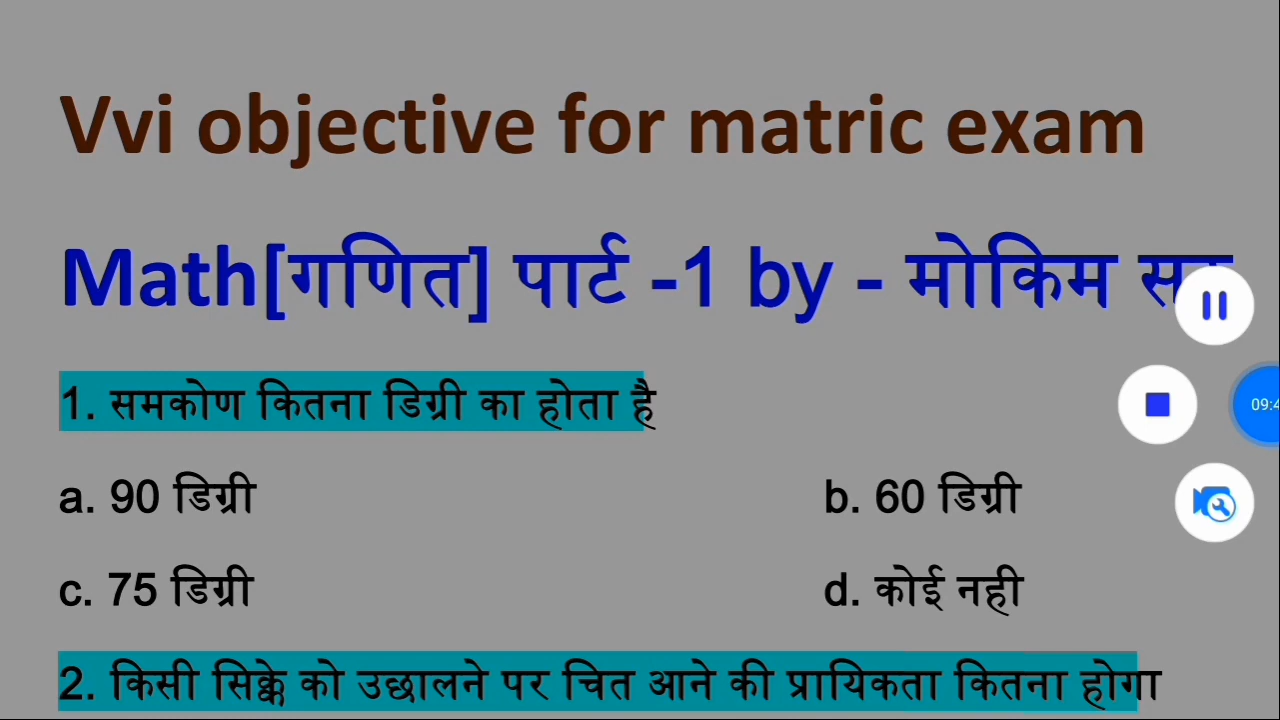 Vvi objective for matric exam
Math[गणित] पार्ट -1 by - मोकिम
1. समकोण कितना डिग्री का होता है
a. 90 डिग्री b. 60 डिग्री
c. 75 डिग्री d. कोई नही
2. किसी सिक्के को उछालने पर चित आने की प्रायिकता कितना होगा